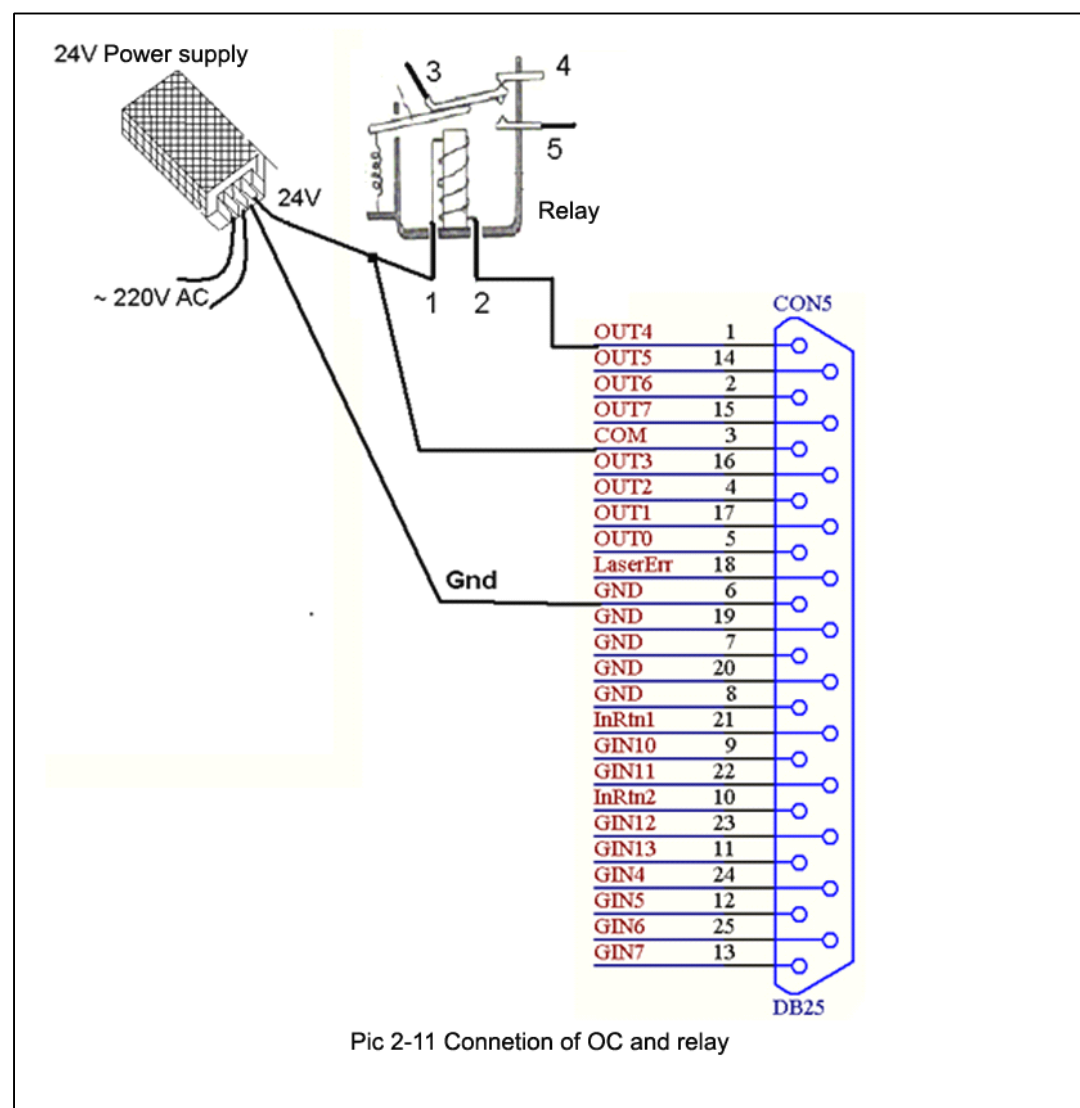 24V Power supply
3
4
5
24V
Relay
~ 220V AC
1
2
CON5
OUT4 1
OUT5 14
OUT6 2
OUT7 15
COM 3
OUT3 16
OUT2 4
OUT1 17
OUT0 5
LaserErr 18
Gnd
GND 6
GND 19
GND 7
GND 20
GND 8
InRtn1 21
GIN10 9
GIN11 22
InRtn2 10
GIN12 23
GIN13 11
GIN4 24
GIN5 12
GIN6 25
GIN7 13
DB25
Pic 2-11 Connetion of OC and relay